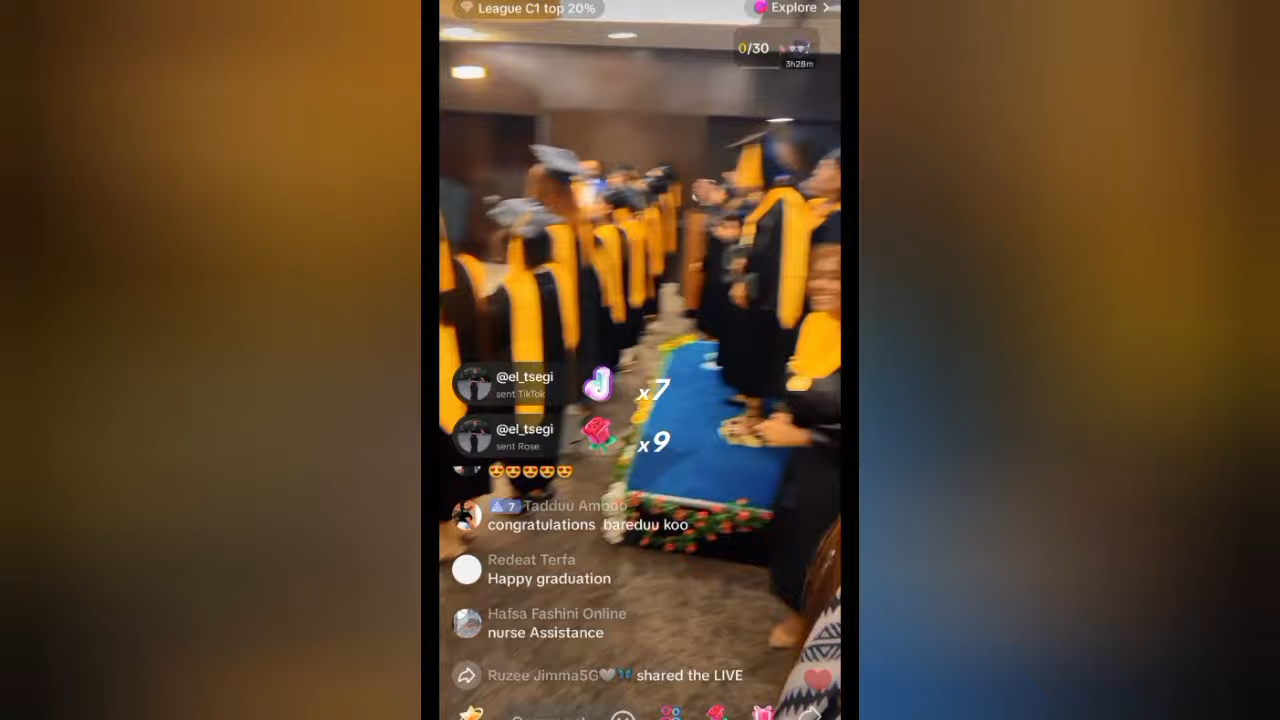 League C1 top 20%
Explore >
0/30
3h28m
@el_tsegi
sent TikTok
x7
@el_tsegi
sent Rose
x9
7 Tadduu Amboo
congratulations bareduu koo
Redeat Terfa
Happy graduation
Hafsa Fashini Online
nurse Assistance
Ruzee Jimma5G shared the LIVE